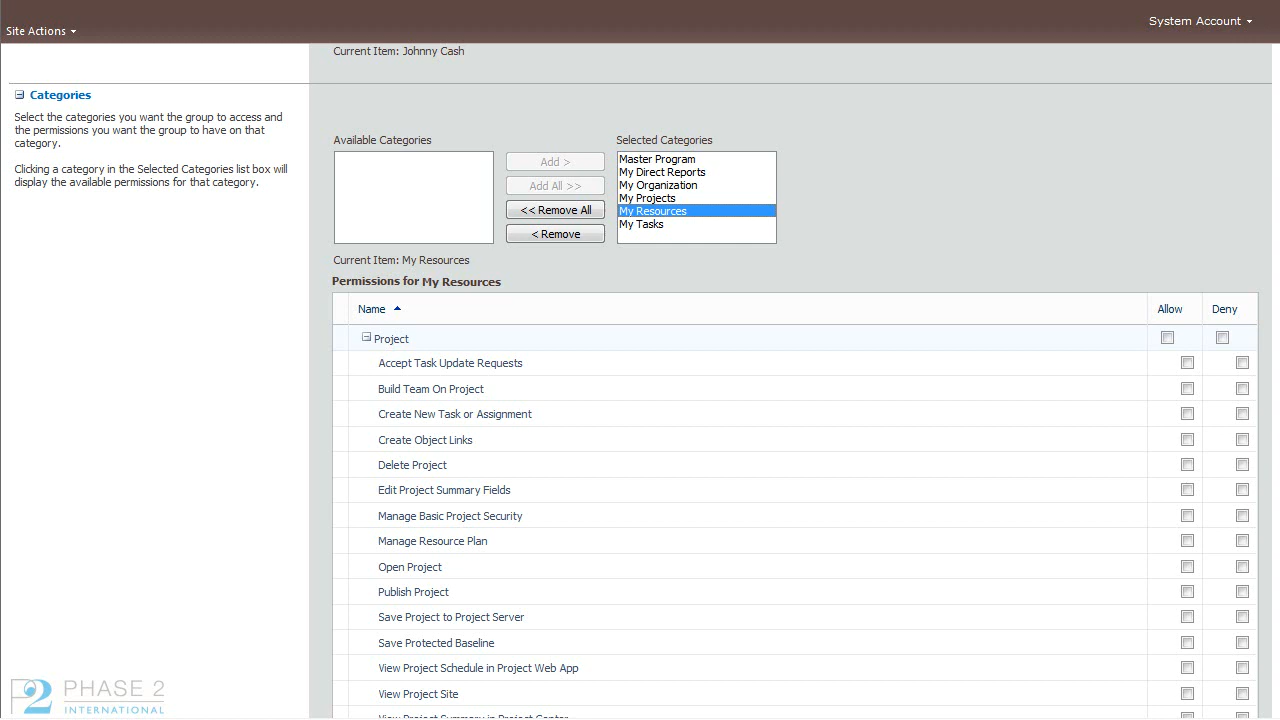 System Account
Site Actions
Current Item: Johnny Cash
Categories
Select the categories you want the group to access and
the permissions you want the group to have on that
category.
Clicking a category in the Selected Categories list box will
display the available permissions for that category.
Available Categories
Selected Categories
Add >
Add All >>
<< Remove All
< Remove
Master Program
My Direct Reports
My Organization
My Projects
My Resources
My Tasks
Current Item: My Resources
Permissions for My Resources
Name Allow Deny
Project
Accept Task Update Requests
Build Team On Project
Create New Task or Assignment
Create Object Links
Delete Project
Edit Project Summary Fields
Manage Basic Project Security
Manage Resource Plan
Open Project
Publish Project
Save Project to Project Server
Save Protected Baseline
View Project Schedule in Project Web App
View Project Site
View Project Summary in Project Center
P2 PHASE 2
INTERNATIONAL